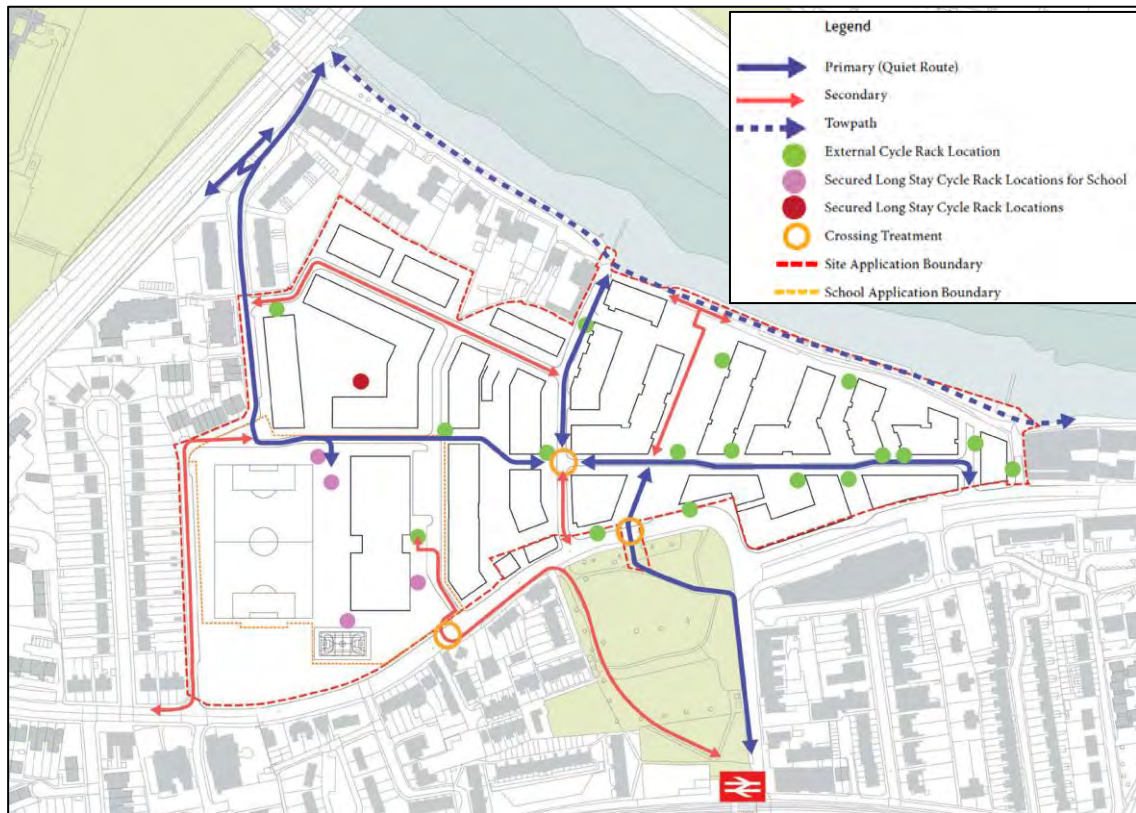 Legend
Primary (Quiet Route)
Secondary
Towpath
External Cycle Rack Location
Secured Long Stay Cycle Rack Locations for School
Secured Long Stay Cycle Rack Locations
Crossing Treatment
Site Application Boundary
School Application Boundary